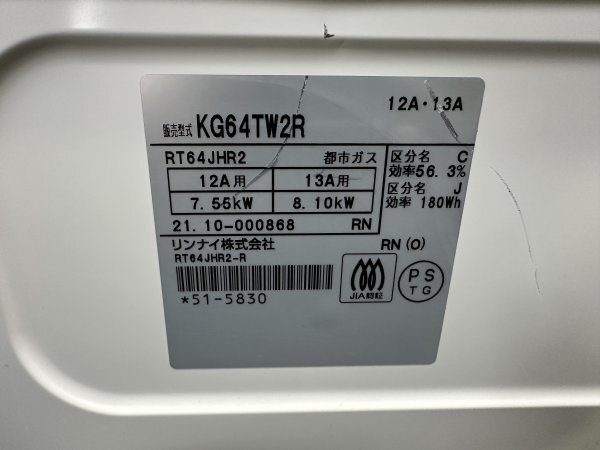 12A・13A
販売型式 KG64TW2R
RT64JHR2 都市ガス
12A用 13A用
7.55kW 8.10kW
21.10-000868 RN
区分名 C
効率56.3%
区分名 J
効率 180Wh
リンナイ株式会社 RN (O)
RT64JHR2-R
*51-5830
JIA認証
PS
TG